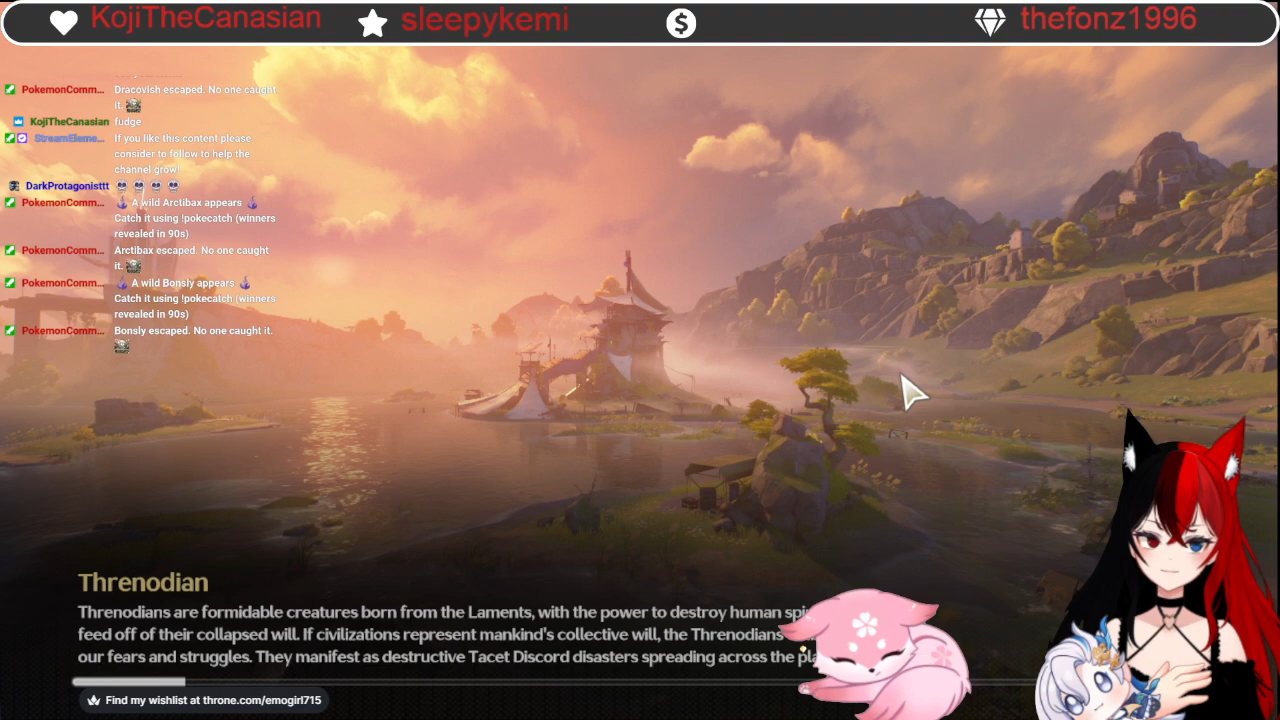 KojiTheCanasian
sleepykemi
thefonz1996
PokemonComm... Dracovish escaped. No one caught
it.
KojiTheCanasian fudge
StreamEleme... If you like this content please
consider to follow to help the
channel grow!
DarkProtagonisttt
PokemonComm... A wild Arctibax appears
Catch it using !pokecatch (winners
revealed in 90s)
PokemonComm... Arctibax escaped. No one caught
it.
PokemonComm... A wild Bonsly appears
Catch it using !pokecatch (winners
revealed in 90s)
PokemonComm... Bonsly escaped. No one caught it.
Threnodian
Threnodians are formidable creatures born from the Laments, with the power to destroy human
feed off of their collapsed will. If civilizations represent mankind's collective will, the Threnodians
our fears and struggles. They manifest as destructive Tacet Discord disasters spreading across the
Find my wishlist at throne.com/emogirl715